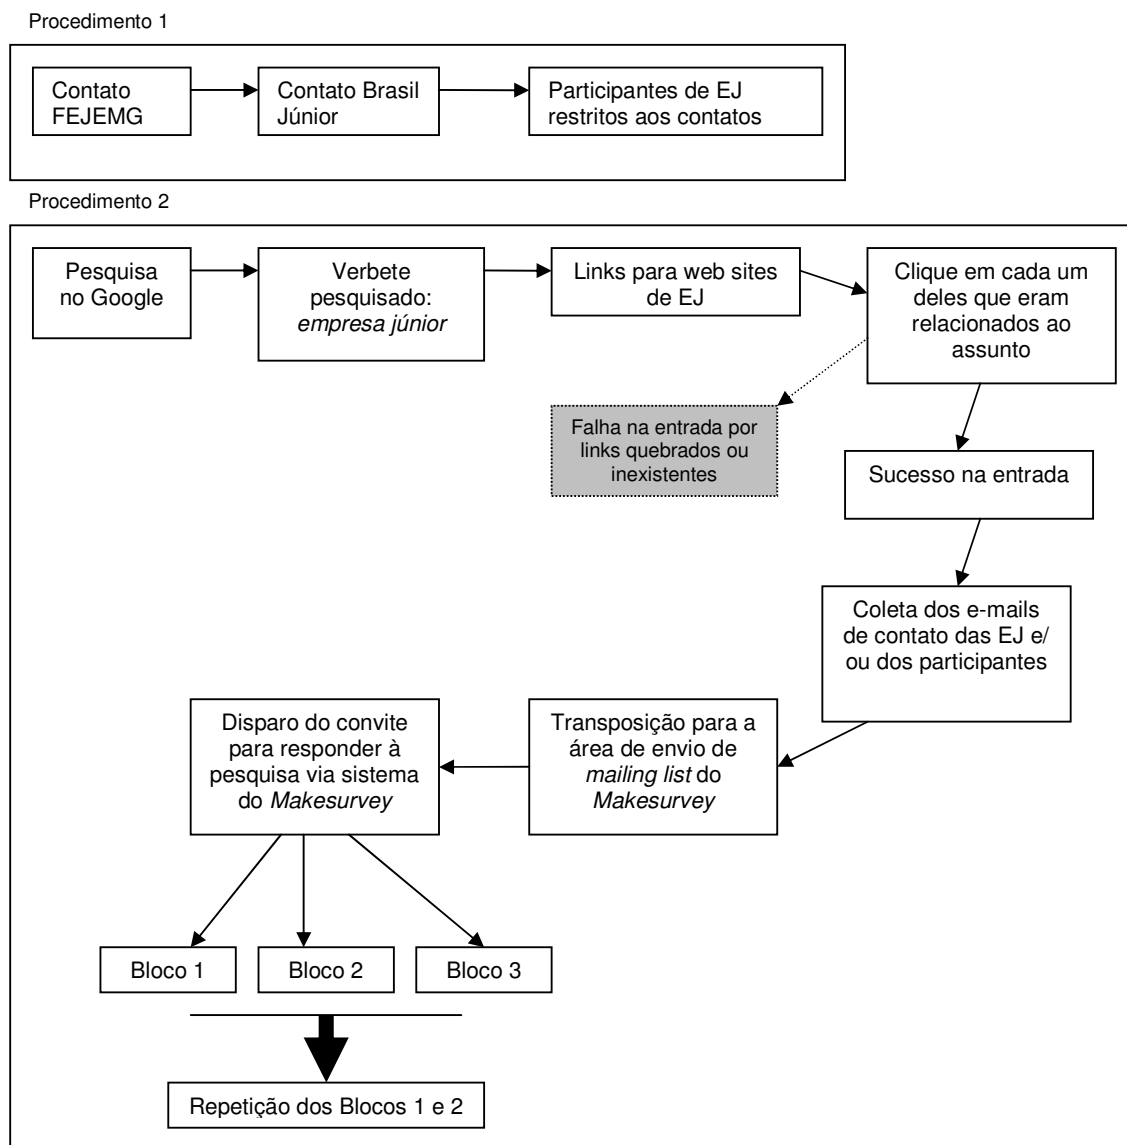 Procedimento 1
Contato
FEJEMG
Contato Brasil
Júnior
Participantes de EJ
restritos aos contatos
Procedimento 2
Pesquisa
no Google
Verbete
pesquisado:
empresa júnior
Links para web sites
de EJ
Clique em cada um
deles que eram
relacionados ao
assunto
Falha na entrada por
links quebrados ou
inexistentes
Sucesso na entrada
Coleta dos e-mails
de contato das EJ e/
ou dos participantes
Transposição para a
área de envio de
mailing list do
Makesurvey
Disparo do convite
para responder à
pesquisa via sistema
do Makesurvey
Bloco 1
Bloco 2
Bloco 3
Repetição dos Blocos 1 e 2